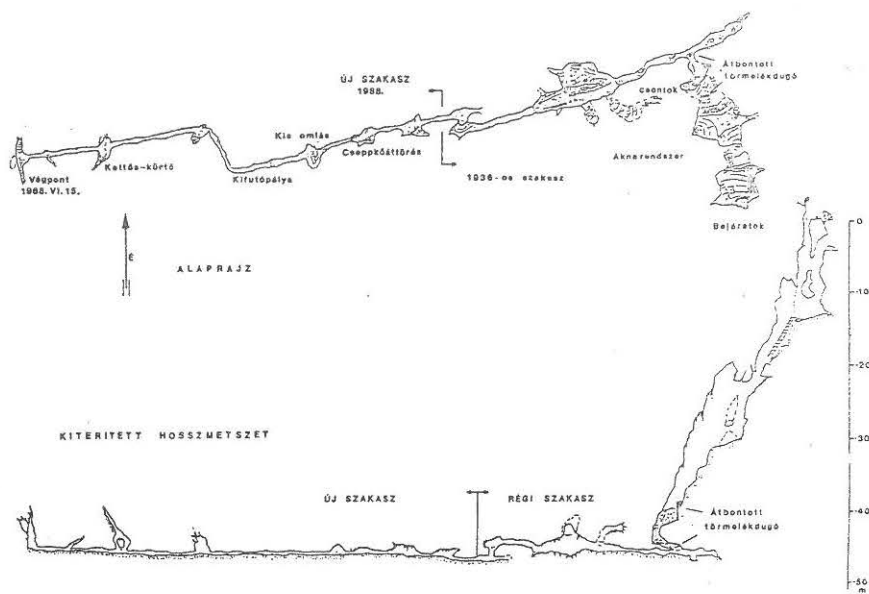 ÚJ SZAKASZ
1988.
Átbontott
törmelékdugó
csontok
Kis omlás
Cseppkőáttörés
Kettős-kürtő
Végpont
1988.VI.15.
Kifutópálya
1936-os szakasz
Aknarendszer
Bejáratok
É
ALAPRAJZ
0
-10
-20
-30
-40
-50
m
KITERÍTETT HOSSZMETSZET
ÚJ SZAKASZ
RÉGI SZAKASZ
Átbontott
törmelékdugó